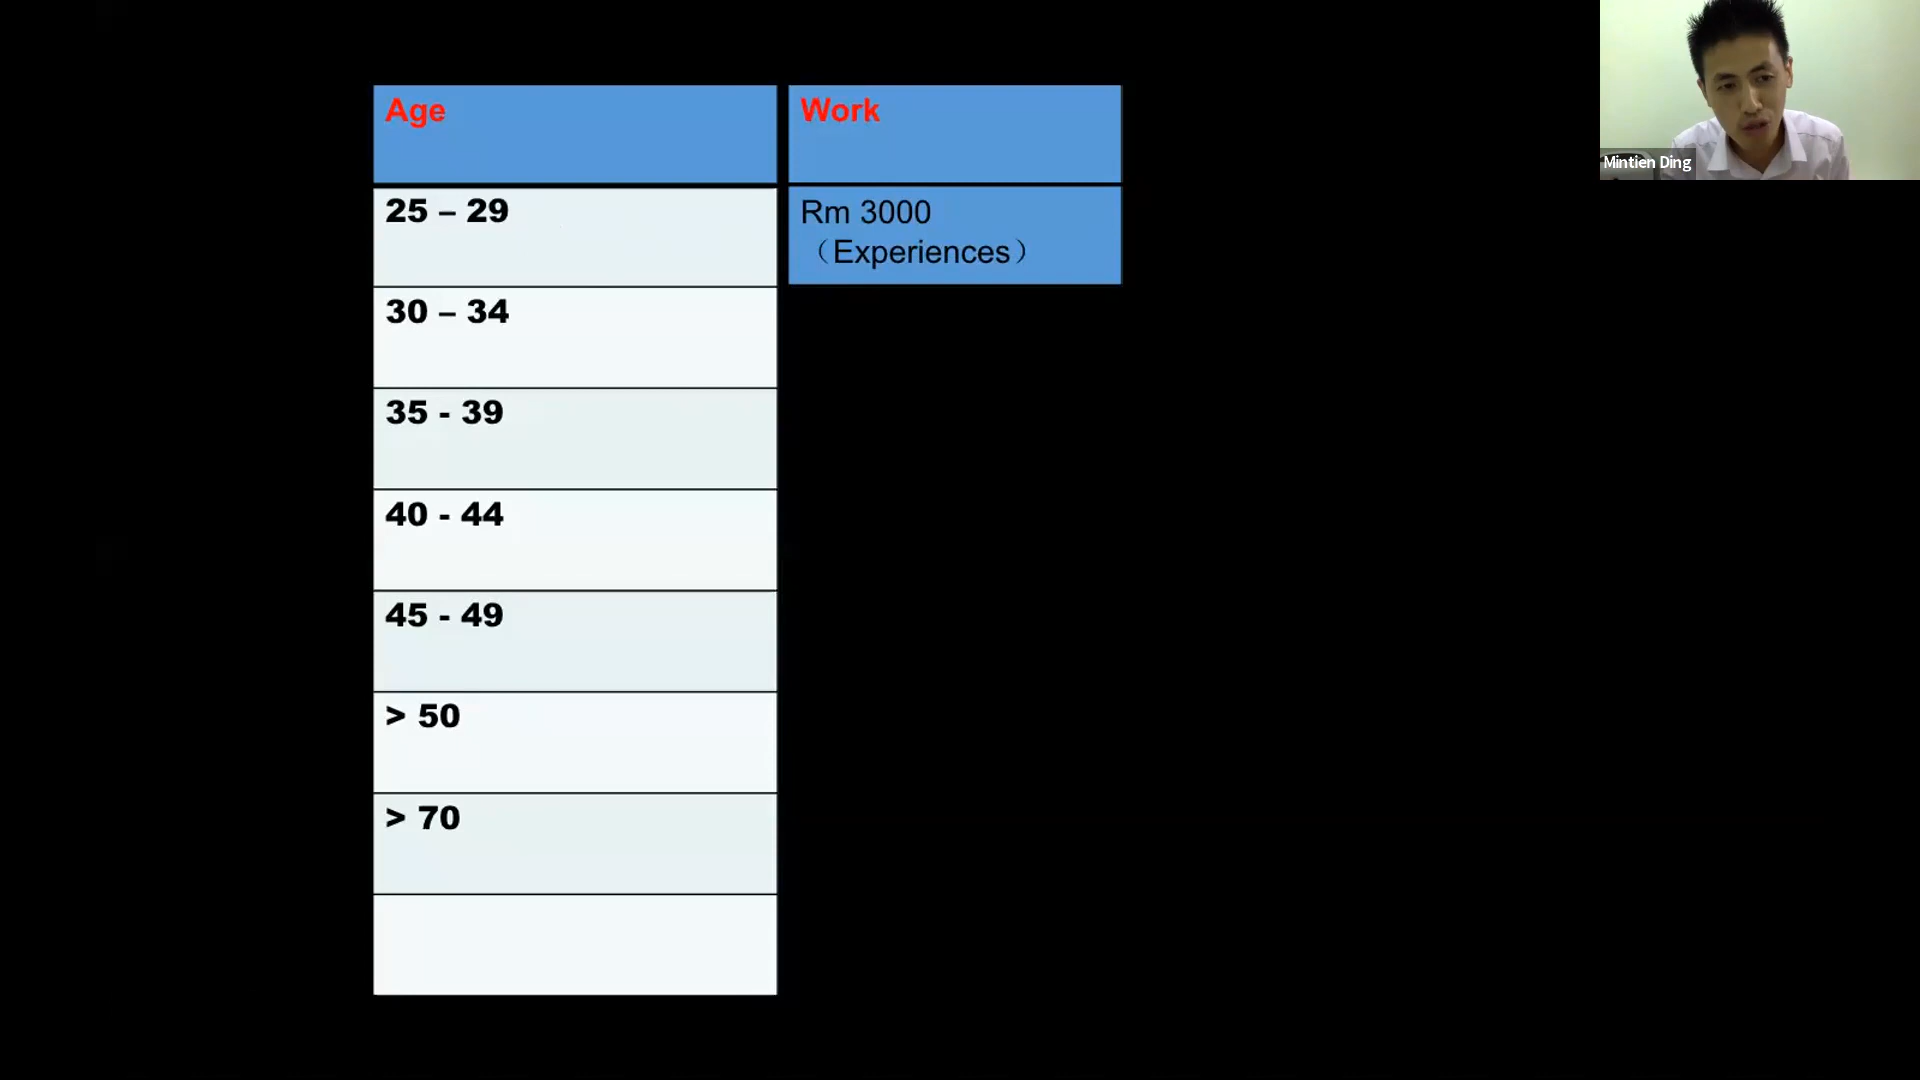 Age
Work
25 – 29
Rm 3000
（Experiences）
30 – 34
35 - 39
40 - 44
45 - 49
> 50
> 70
Mintien Ding